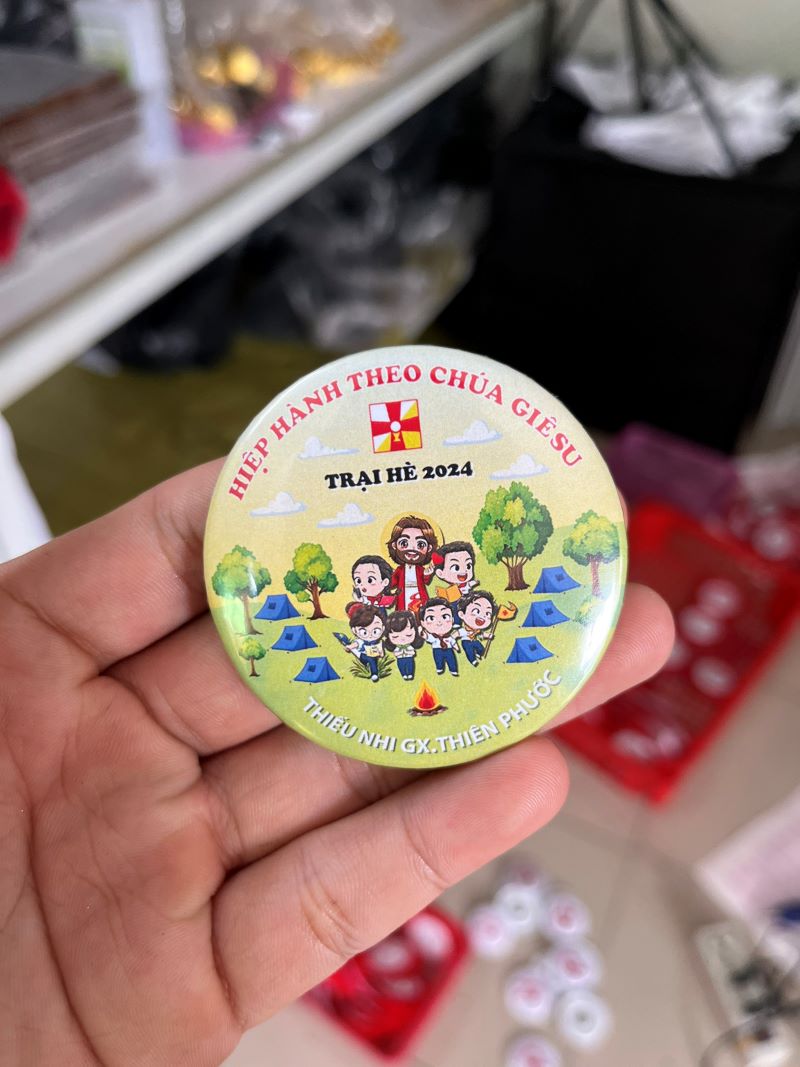 HIỆP HÀNH THEO CHÚA GIÊSU
TRẠI HÈ 2024
THIẾU NHI GX.THIÊN PHƯỚC